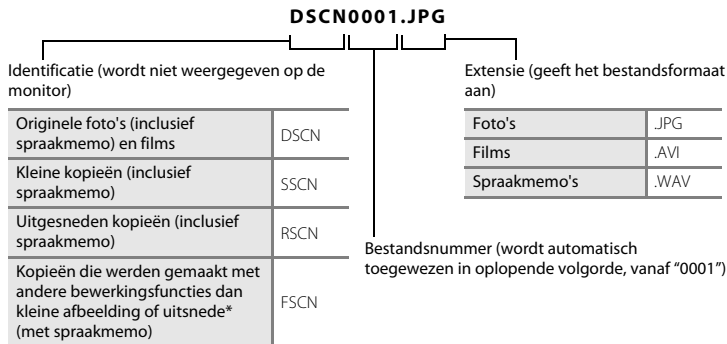 DSCN0001.JPG
Identificatie (wordt niet weergegeven op de
monitor)
Originele foto's (inclusief
spraakmemo) en films
DSCN
Kleine kopieën (inclusief
spraakmemo)
SSCN
Uitgesneden kopieën (inclusief
spraakmemo)
RSCN
Kopieën die werden gemaakt met
andere bewerkingsfuncties dan
kleine afbeelding of uitsnede*
(met spraakmemo)
FSCN
Extensie (geeft het bestandsformaat
aan)
Foto's
.JPG
Films
.AVI
Spraakmemo's
.WAV
Bestandsnummer (wordt automatisch
toegewezen in oplopende volgorde, vanaf “0001”)